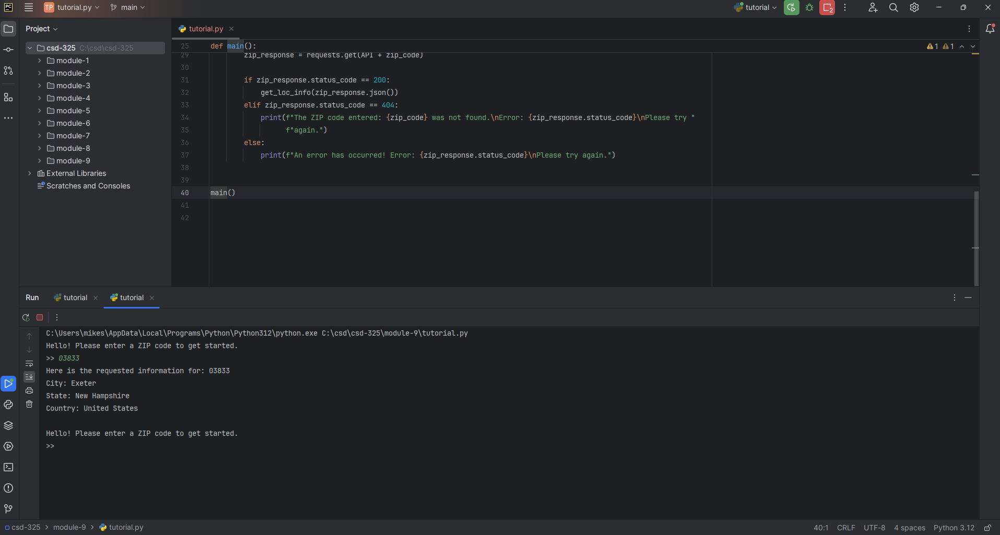 PC
TP tutorial.py
main
tutorial
2
Project
tutorial.py
csd-325 C:\csd\csd-325
module-1
module-2
module-3
module-4
module-5
module-6
module-7
module-8
module-9
External Libraries
Scratches and Consoles
25 def main():
1 1
29 zip_response = requests.get(API + zip_code)
30
31 if zip_response.status_code == 200:
32 get_loc_info(zip_response.json())
33 elif zip_response.status_code == 404:
34 print(f"The ZIP code entered: {zip_code} was not found.\nError: {zip_response.status_code}\nPlease try "
35 f"again.")
36 else:
37 print(f"An error has occurred! Error: {zip_response.status_code}\nPlease try again.")
38
39
40 main()
41
42
Run tutorial tutorial
C:\Users\mikes\AppData\Local\Programs\Python\Python312\python.exe C:\csd\csd-325\module-9\tutorial.py
Hello! Please enter a ZIP code to get started.
>> 03833
Here is the requested information for: 03833
City: Exeter
State: New Hampshire
Country: United States
Hello! Please enter a ZIP code to get started.
>>
csd-325 > module-9 > tutorial.py
40:1 CRLF UTF-8 4 spaces Python 3.12